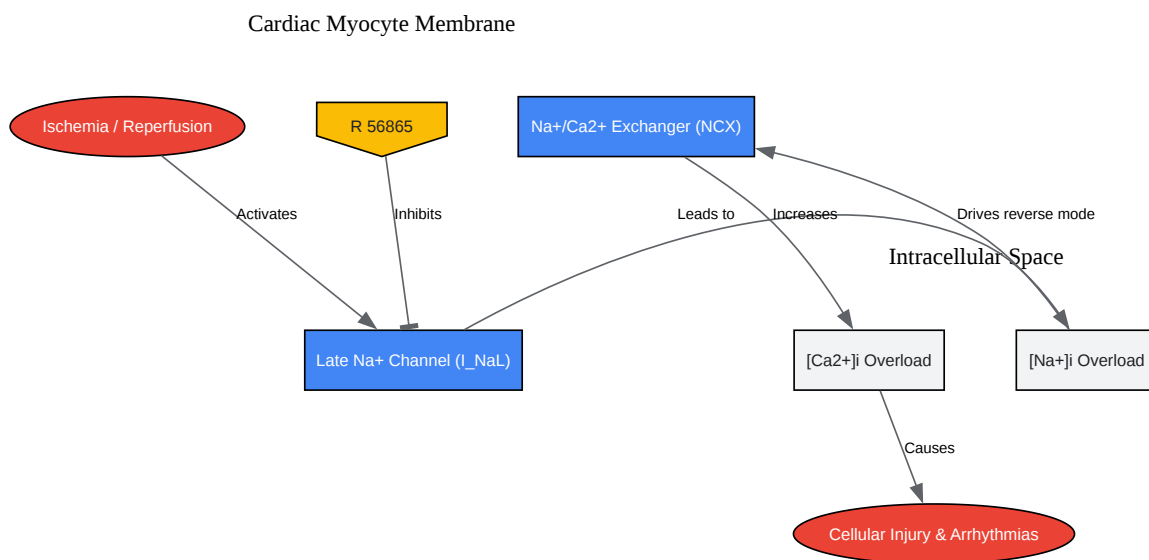 Cardiac Myocyte Membrane
Ischemia / Reperfusion
R 56865
Na+/Ca2+ Exchanger (NCX)
Activates
Inhibits
Leads to
Increases
Drives reverse mode
Intracellular Space
Late Na+ Channel (I_NaL)
[Ca2+]i Overload
[Na+]i Overload
Causes
Cellular Injury & Arrhythmias